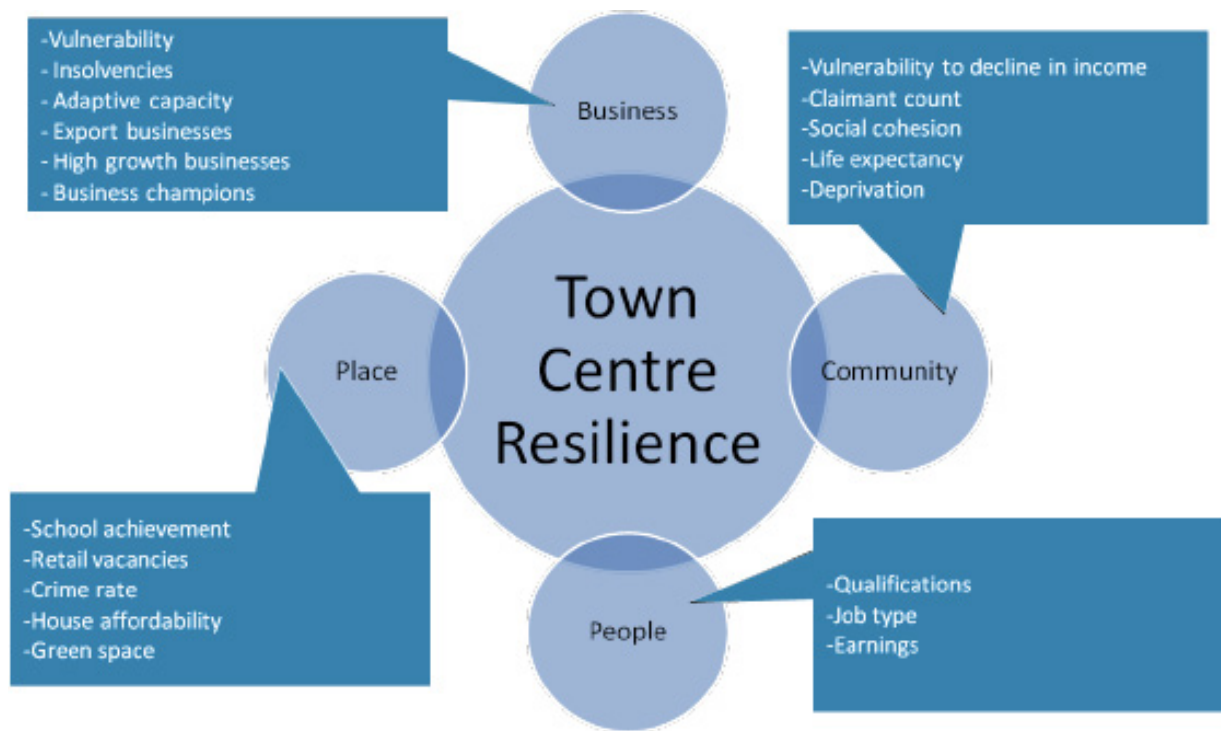 -Vulnerability
- Insolvencies
- Adaptive capacity
- Export businesses
- High growth businesses
- Business champions
Business
-Vulnerability to decline in income
-Claimant count
-Social cohesion
-Life expectancy
-Deprivation
Town
Centre
Resilience
Place
Community
-School achievement
-Retail vacancies
-Crime rate
-House affordability
-Green space
People
-Qualifications
-Job type
-Earnings